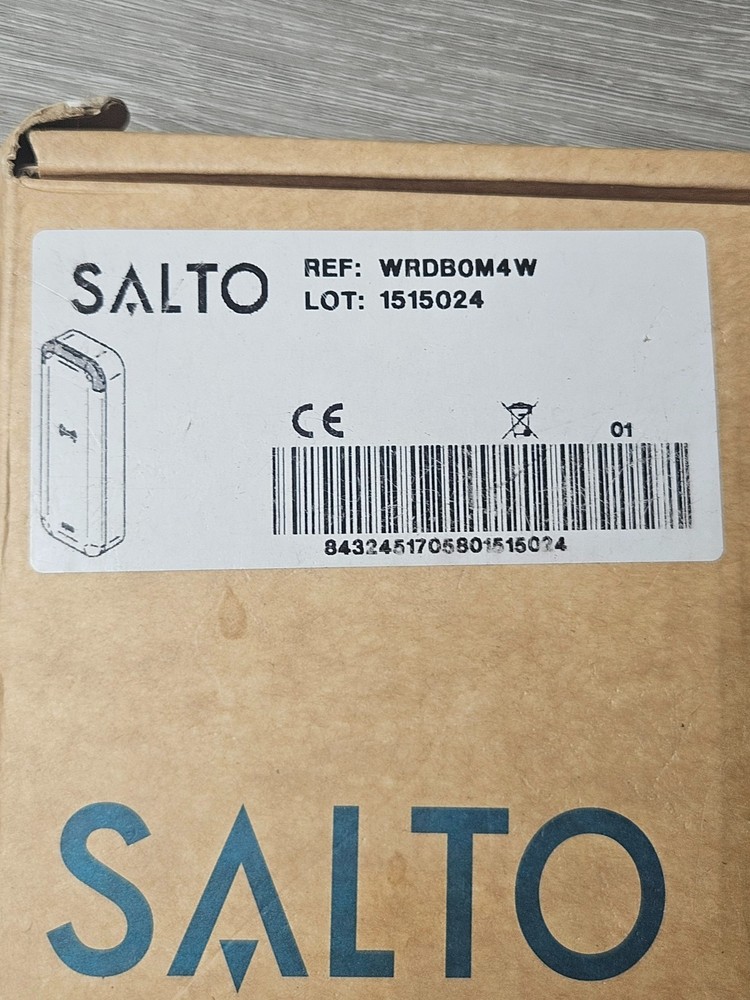 SALTO
REF: WRDB0M4W
LOT: 1515024
CE
01
8432451705801515024
SALTO